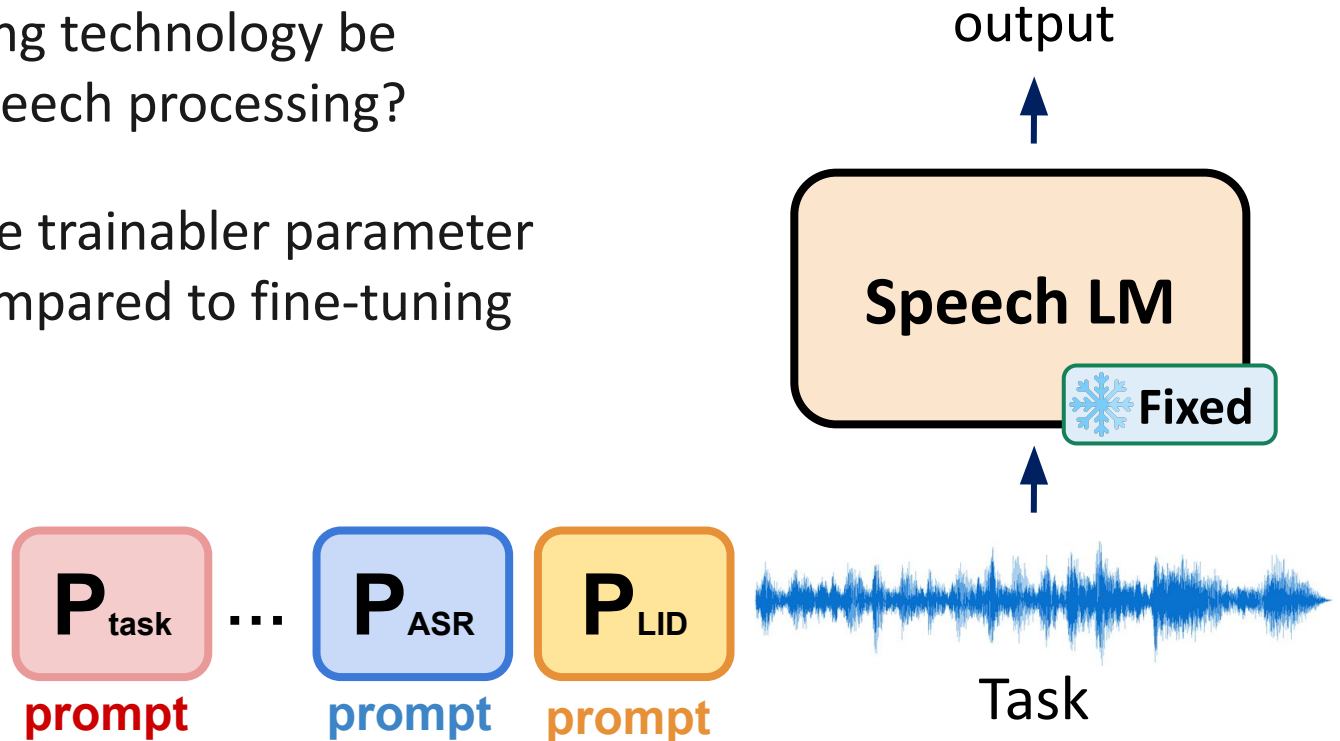 ng technology be
eech processing?
e trainabler parameter
mpared to fine-tuning
output
Speech LM
Fixed
P task ... P ASR P LID
prompt prompt prompt
Task